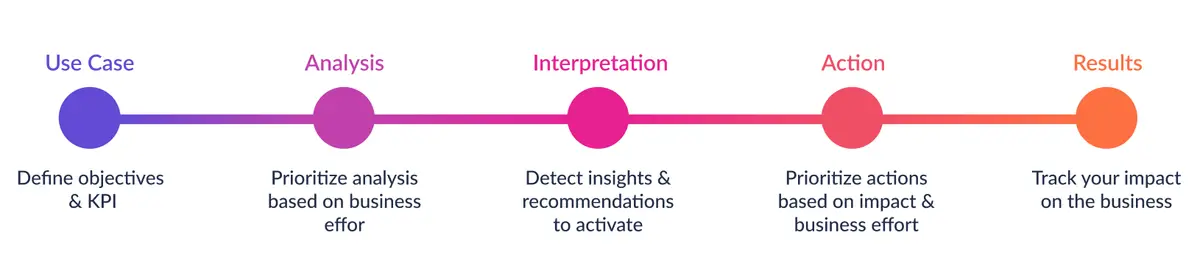 Use Case
Define objectives
& KPI
Analysis
Prioritize analysis
based on business
effor
Interpretation
Detect insights &
recommendations
to activate
Action
Prioritize actions
based on impact &
business effort
Results
Track your impact
on the business